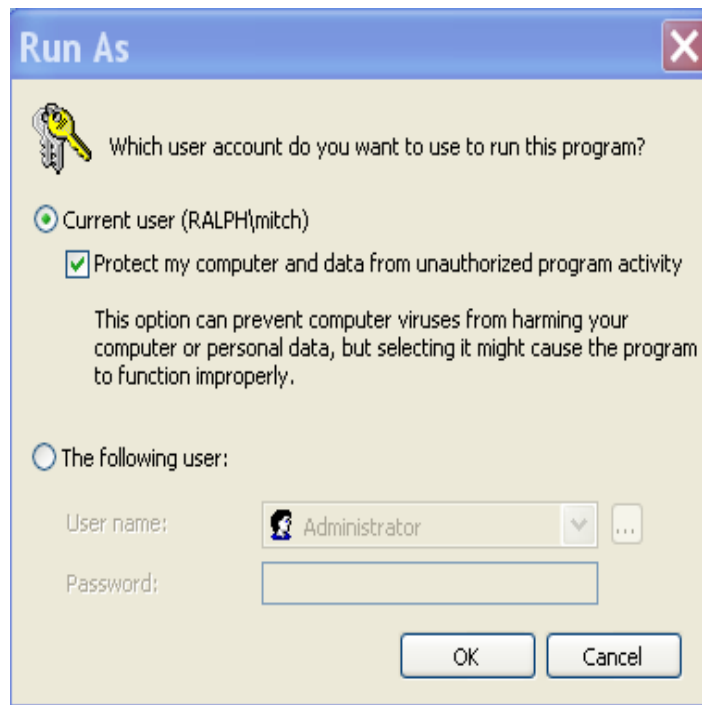 Run As
Which user account do you want to use to run this program?
Current user (RALPH\mitch)
Protect my computer and data from unauthorized program activity
This option can prevent computer viruses from harming your
computer or personal data, but selecting it might cause the program
to function improperly.
The following user:
User name:
Administrator
...
Password:
OK
Cancel